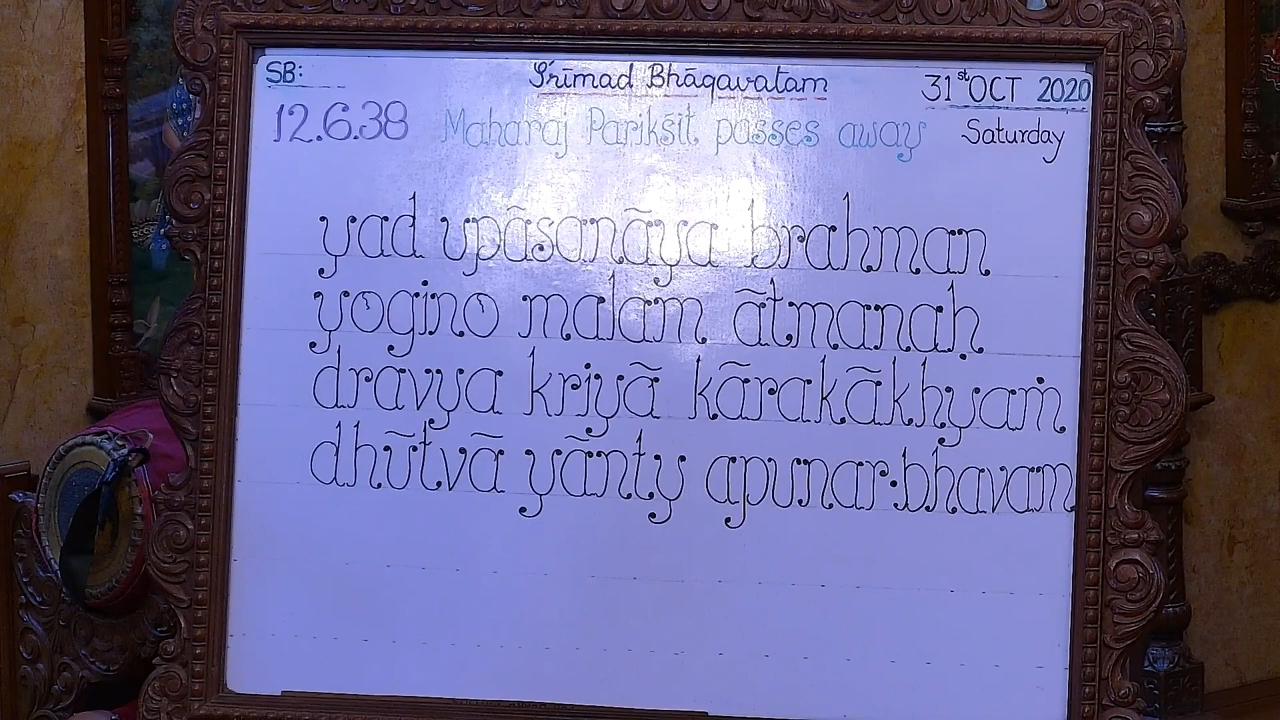 SB: Śrīmad Bhāgavatam 31st OCT 2020
12.6.38 Maharaj Parikṣit passes away Saturday
yad upāsanāya brahman
yogino malam ātmanaḥ
dravya kriyā kārakākhyaṁ
dhūtvā yānty apunar-bhavam